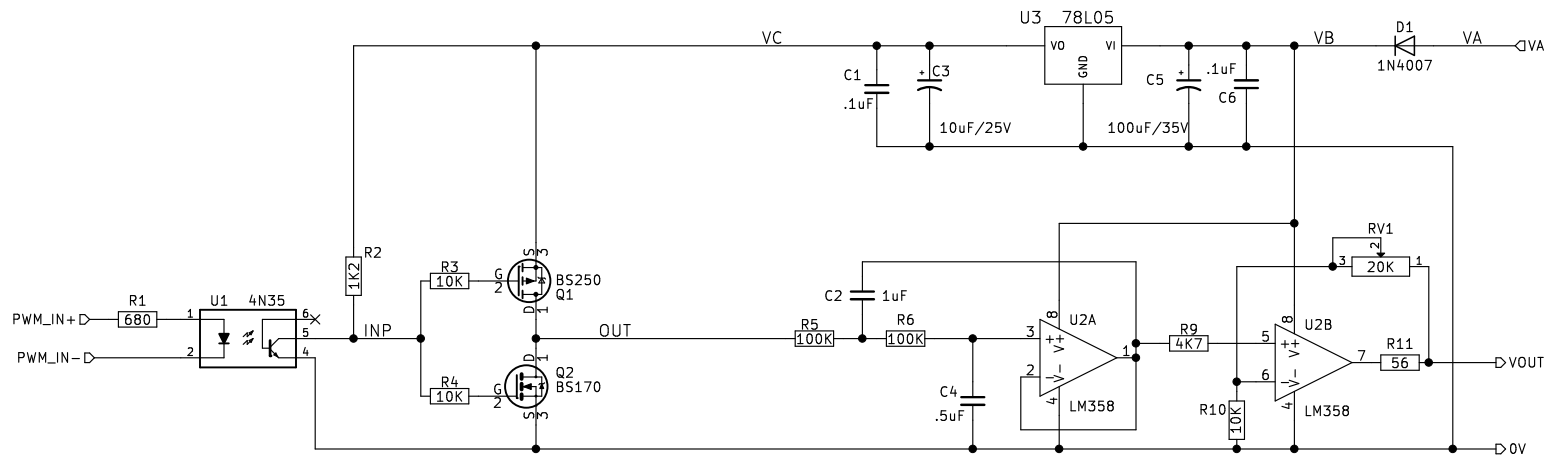 U3 78L05
VC
VO VI
GND
VB
D1
1N4007
VA
VA
C1
.1uF
+ C3
10uF/25V
+
C5
100uF/35V
.1uF
C6
R2
1K2
R3
10K
G
2
S 3
D 1
BS250
Q1
R1
680
U1 4N35
PWM_IN+
PWM_IN-
1
2
6
5
4
INP
OUT
R4
10K
G
2
D 1
S 3
Q2
BS170
C2 1uF
R5
100K
R6
100K
C4
.5uF
3
2
8
4
1
++
V+
-
V-
U2A
LM358
R9
4K7
5
6
8
4
7
++
V+
-
V-
U2B
LM358
R10
10K
RV1
2
3 20K 1
R11
56
VOUT
0V